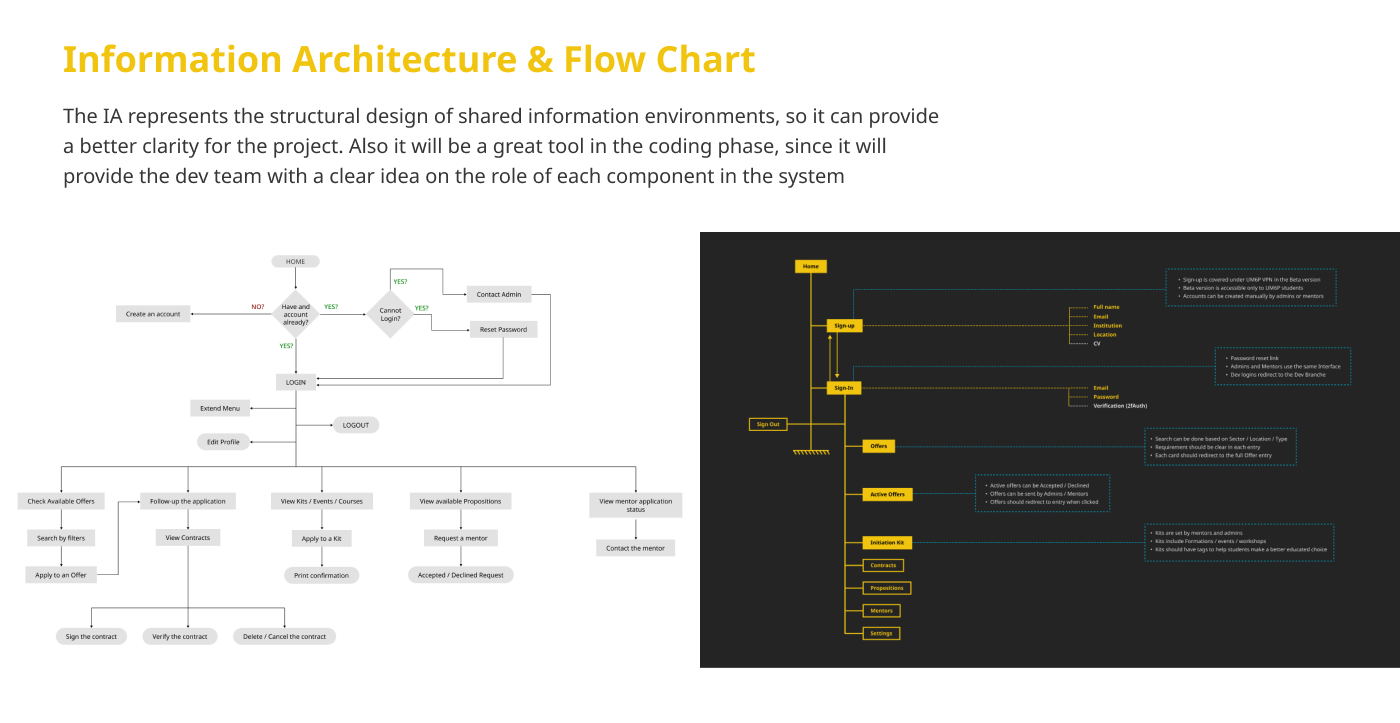 Information Architecture & Flow Chart
The IA represents the structural design of shared information environments, so it can provide
a better clarity for the project. Also it will be a great tool in the coding phase, since it will
provide the dev team with a clear idea on the role of each component in the system
HOME
YES?
Contact Admin
NO?
Have and
account
already?
YES?
Cannot
Login?
YES?
Create an account
Reset Password
YES?
LOGIN
Extend Menu
LOGOUT
Edit Profile
Check Available Offers
Follow-up the application
View Kits / Events / Courses
View available Propositions
View mentor application
status
Search by filters
View Contracts
Apply to a Kit
Request a mentor
Contact the mentor
Apply to an Offer
Print confirmation
Accepted / Declined Request
Sign the contract
Verify the contract
Delete / Cancel the contract
Home
• Sign-up is covered under UM6P VPN in the Beta version
• Beta version is accessible only to UM6P students
• Accounts can be created manually by admins or mentors
Sign-up
Full name
Email
Institution
Location
CV
• Password reset link
• Admins and Mentors use the same Interface
• Dev logins redirect to the Dev Branche
Sign-In
Email
Password
Verification (2fAuth)
Sign Out
Offers
• Search can be done based on Sector / Location / Type
• Requirement should be clear in each entry
• Each card should redirect to the full Offer entry
Active Offers
• Active offers can be Accepted / Declined
• Offers can be sent by Admins / Mentors
• Offers should redirect to entry when clicked
Initiation Kit
• Kits are set by mentors and admins
• Kits include Formations / events / workshops
• Kits should have tags to help students make a better educated choice
Contracts
Propositions
Mentors
Settings